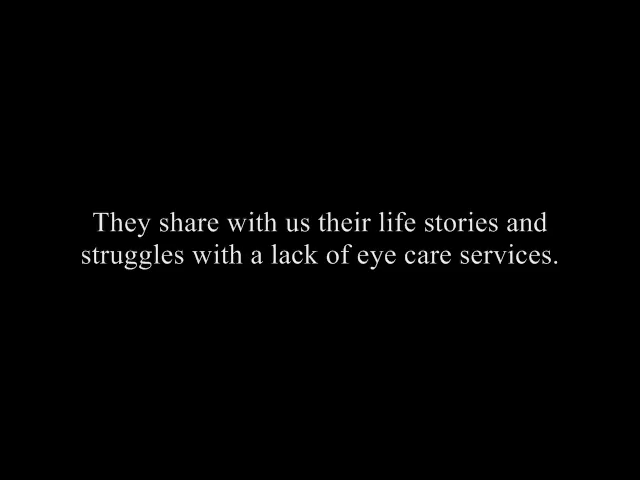 They share with us their life stories and
struggles with a lack of eye care services.